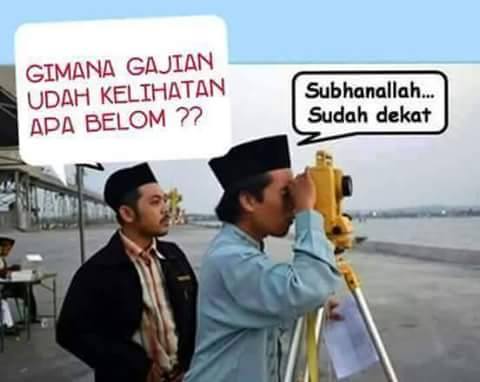 GIMANA GAJIAN
UDAH KELIHATAN
APA BELOM ??
Subhanallah...
Sudah dekat